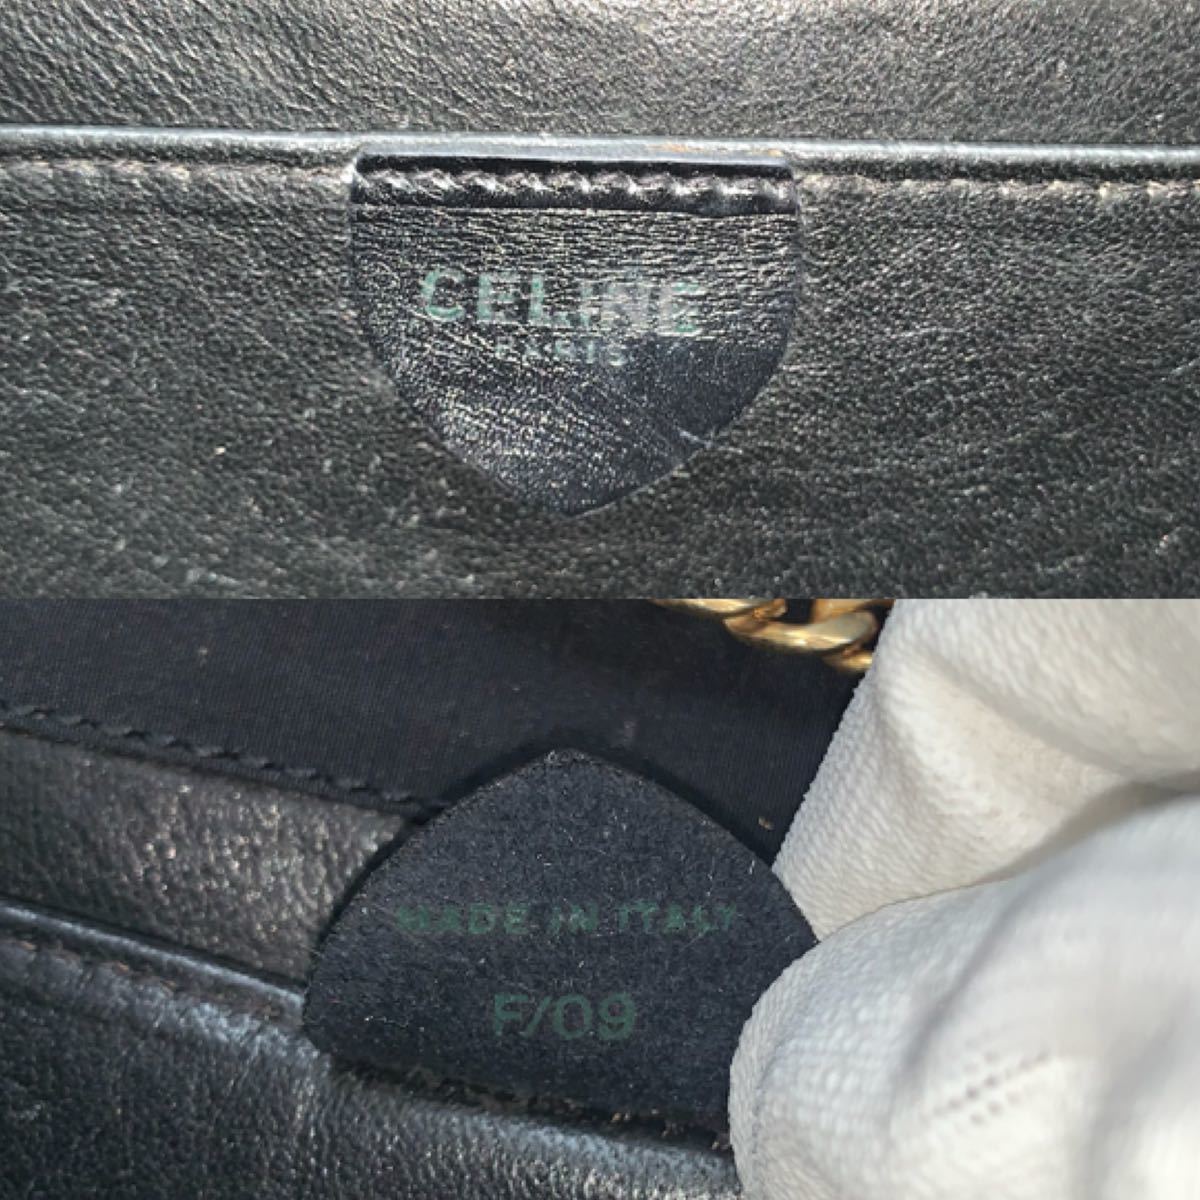 CELINE
PARIS
MADE IN ITALY
F/09